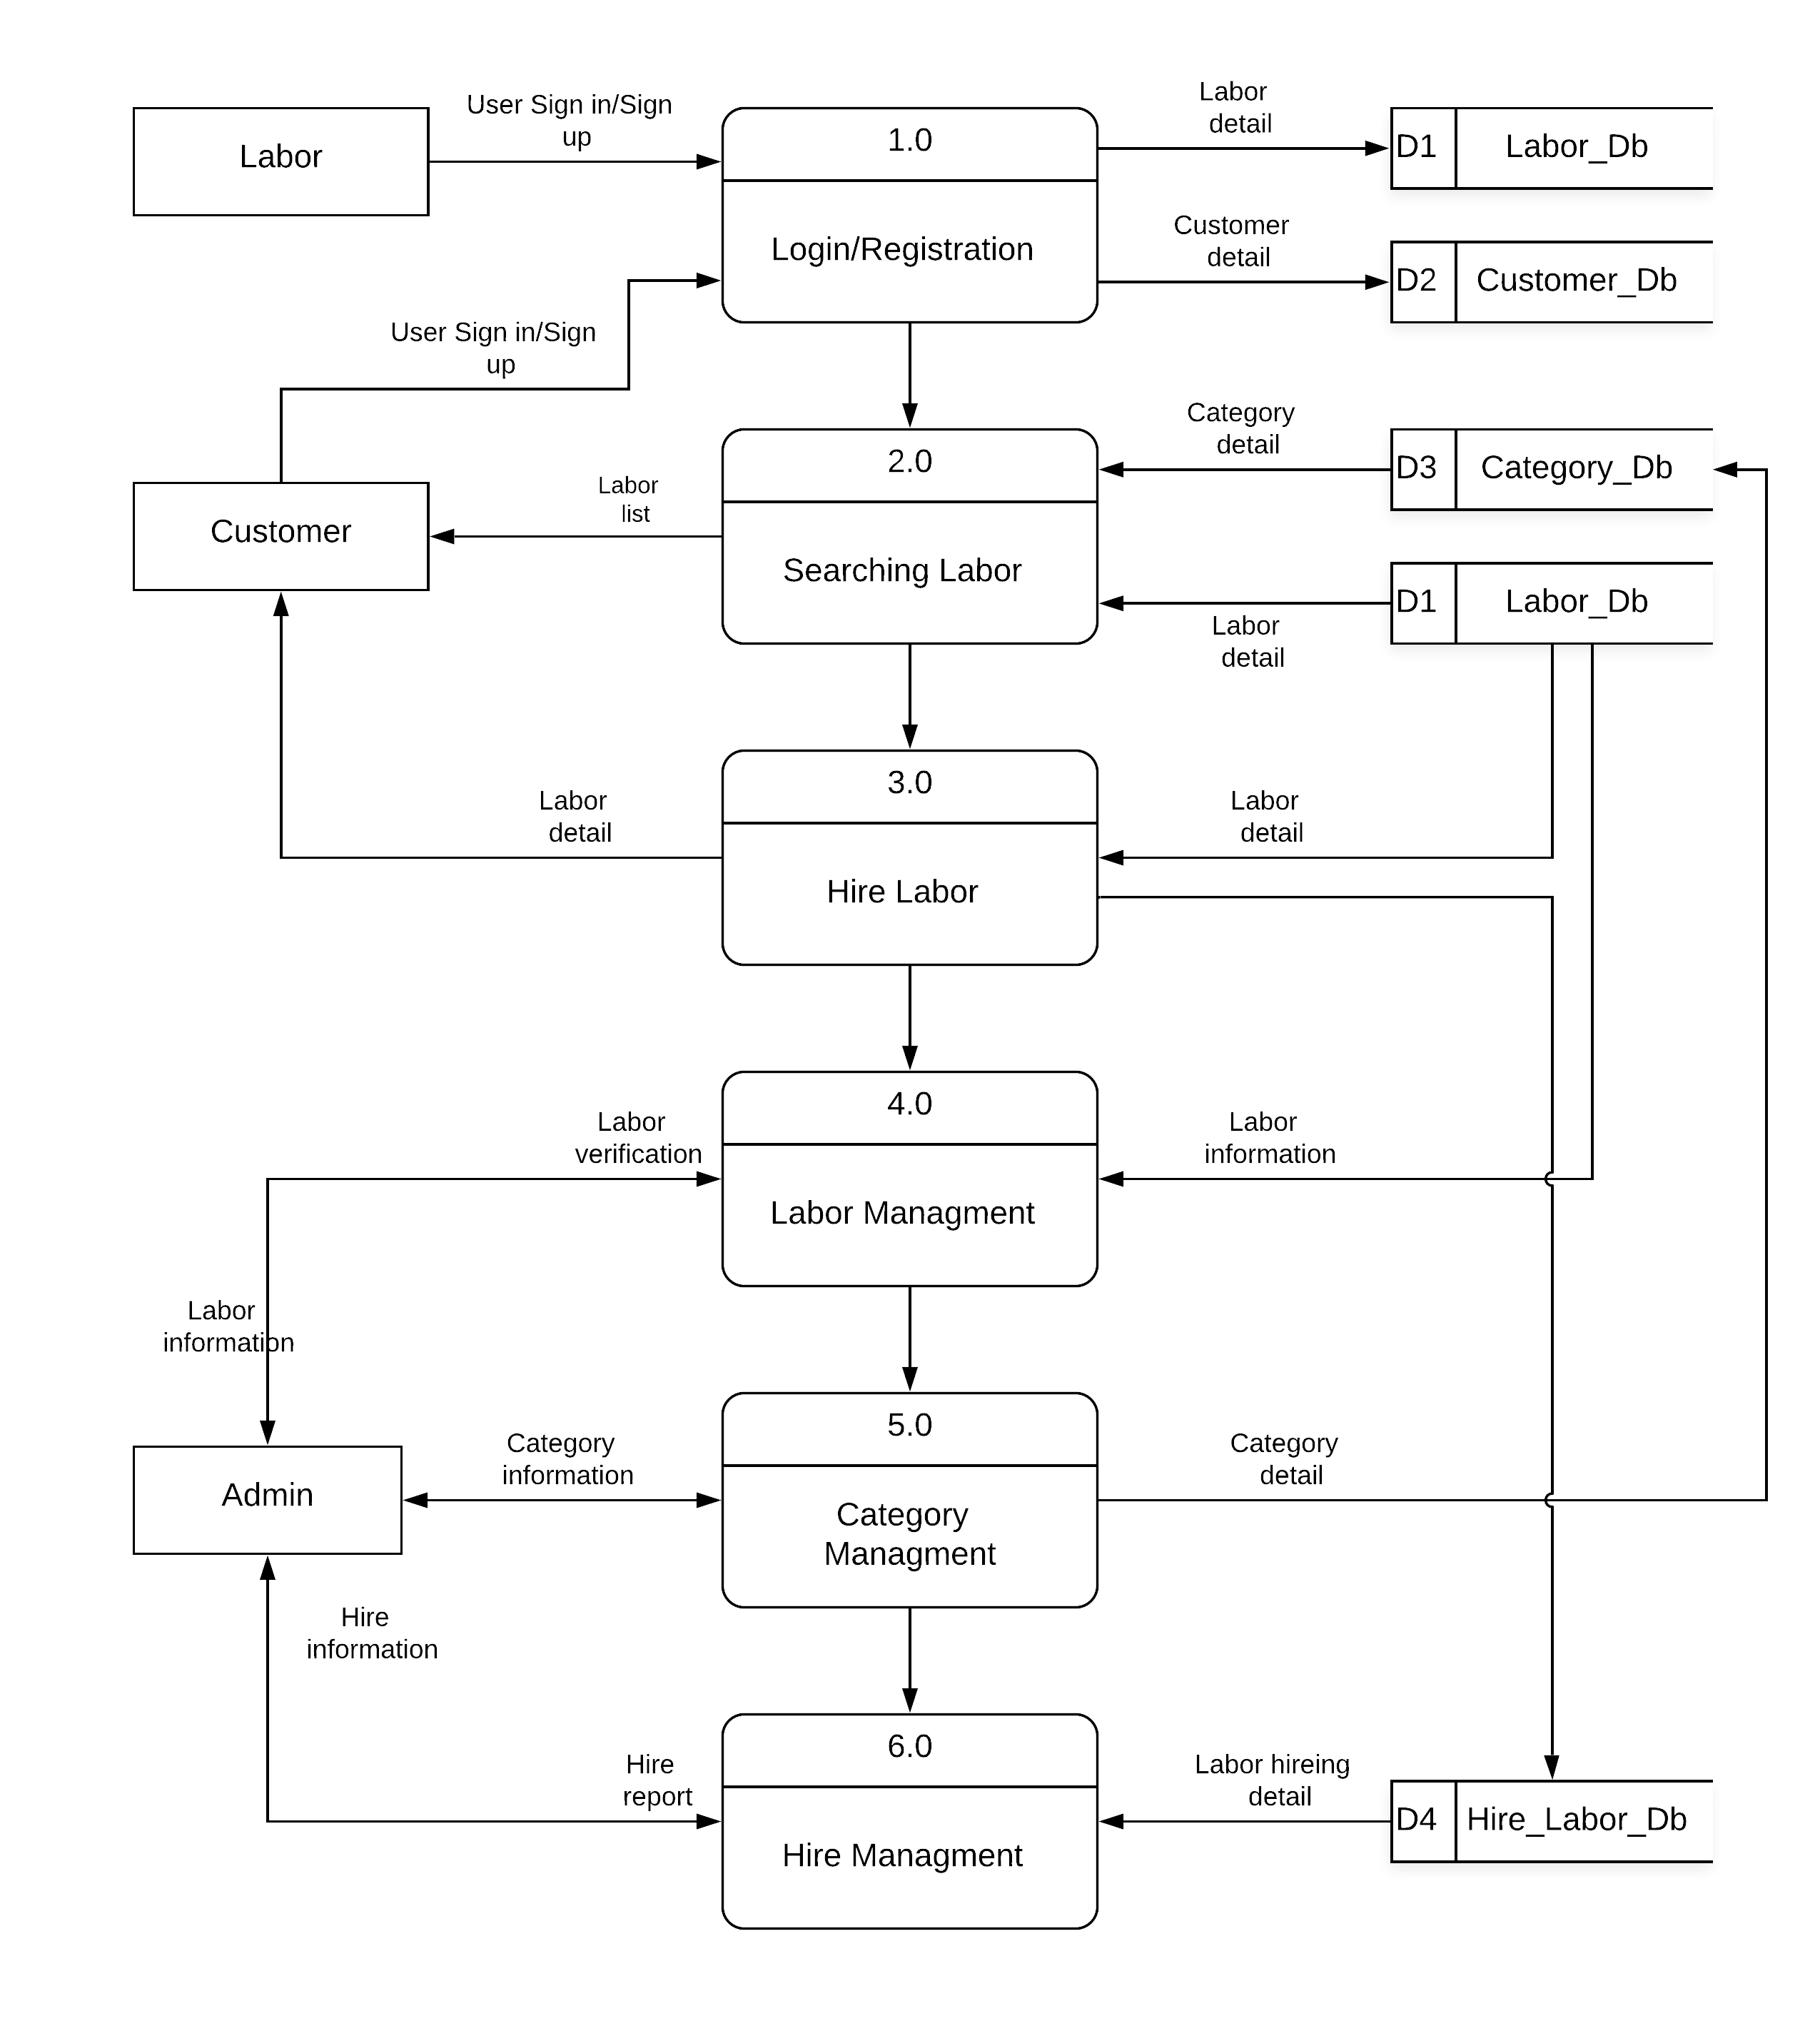 Labor
User Sign in/Sign
up
1.0
Login/Registration
Labor
detail
D1
Labor_Db
Customer
detail
D2
Customer_Db
User Sign in/Sign
up
Customer
Labor
list
2.0
Searching Labor
Category
detail
D3
Category_Db
Labor
detail
D1
Labor_Db
Labor
detail
3.0
Hire Labor
Labor
detail
Labor
verification
4.0
Labor Managment
Labor
information
Labor
information
Admin
Category
information
5.0
Category
Managment
Category
detail
Hire
information
Hire
report
6.0
Hire Managment
Labor hireing
detail
D4
Hire_Labor_Db